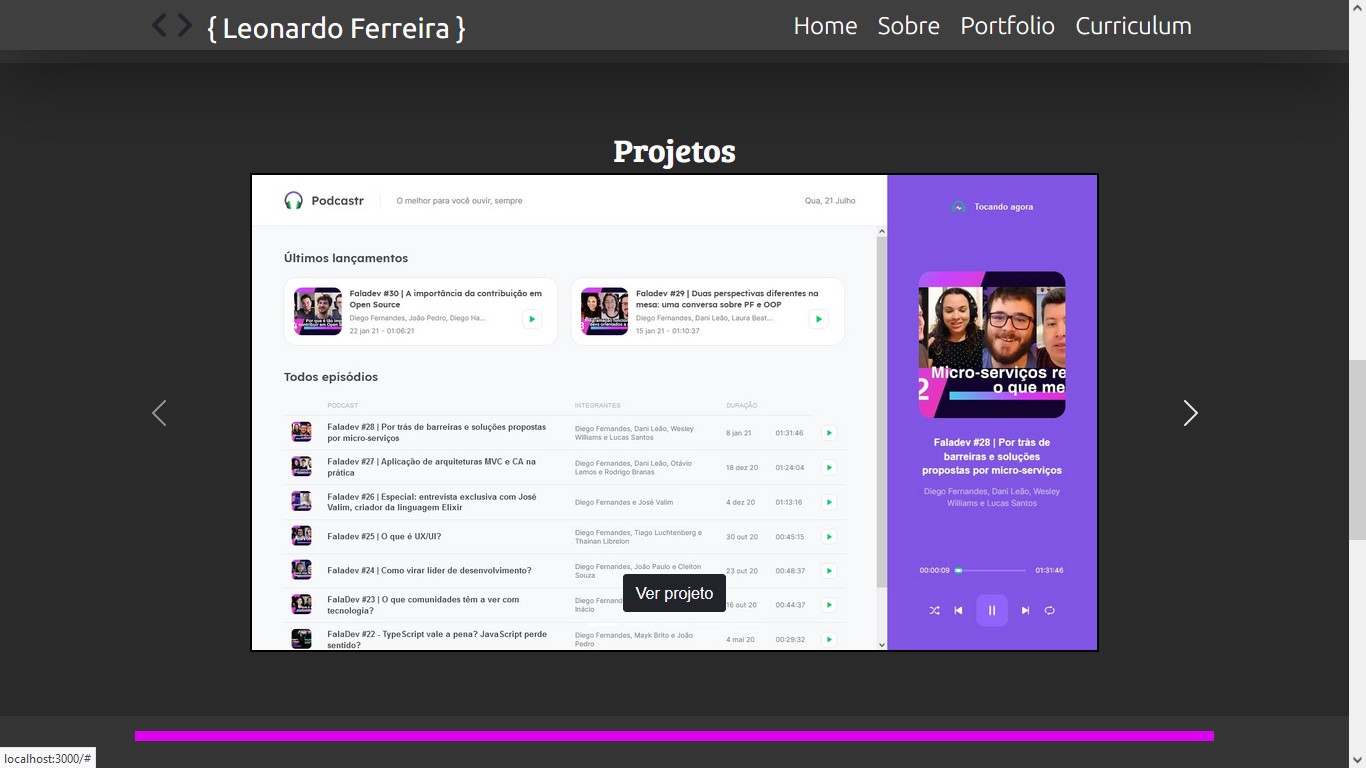 { Leonardo Ferreira }
Home Sobre Portfolio Curriculum
Projetos
Podcastr
O melhor para você ouvir, sempre
Qua, 21 Julho
Últimos lançamentos
Faladev #30 | A importância da contribuição em
Open Source
Diego Fernandes, João Pedro, Diego Ha...
22 jan 21 - 01:06:21
Faladev #29 | Duas perspectivas diferentes na
mesa: uma conversa sobre PF e OOP
Diego Fernandes, Dani Leão, Laura Beat...
15 jan 21 - 01:10:37
Todos episódios
PODCAST INTEGRANTES DURAÇÃO
Faladev #28 | Por trás de barreiras e soluções propostas
por micro-serviços
Diego Fernandes, Dani Leão, Wesley
Williams e Lucas Santos
8 jan 21 01:31:46
Faladev #27 | Aplicação de arquiteturas MVC e CA na
prática
Diego Fernandes, Dani Leão, Otávio
Lemos e Rodrigo Branas
18 dez 20 01:24:04
Faladev #26 | Especial: entrevista exclusiva com José
Valim, criador da linguagem Elixir
Diego Fernandes e José Valim
4 dez 20 01:13:16
Faladev #25 | O que é UX/UI?
Diego Fernandes, Tiago Luchtenberg e
Thainan Librelon
30 out 20 00:45:15
Faladev #24 | Como virar líder de desenvolvimento?
Diego Fernandes, João Paulo e Cleiton
Souza
23 out 20 00:48:37
FalaDev #23 | O que comunidades têm a ver com
tecnologia?
Diego Fernan
Inácio
16 out 20 00:44:37
FalaDev #22 - TypeScript vale a pena? JavaScript perde
sentido?
Diego Fernandes, Mayk Brito e João
Pedro
4 mai 20 00:29:32
Ver projeto
Tocando agora
2
Micro-serviços re
o que me
Faladev #28 | Por trás de
barreiras e soluções
propostas por micro-serviços
Diego Fernandes, Dani Leão, Wesley
Williams e Lucas Santos
00:00:09 01:31:46
localhost:3000/#